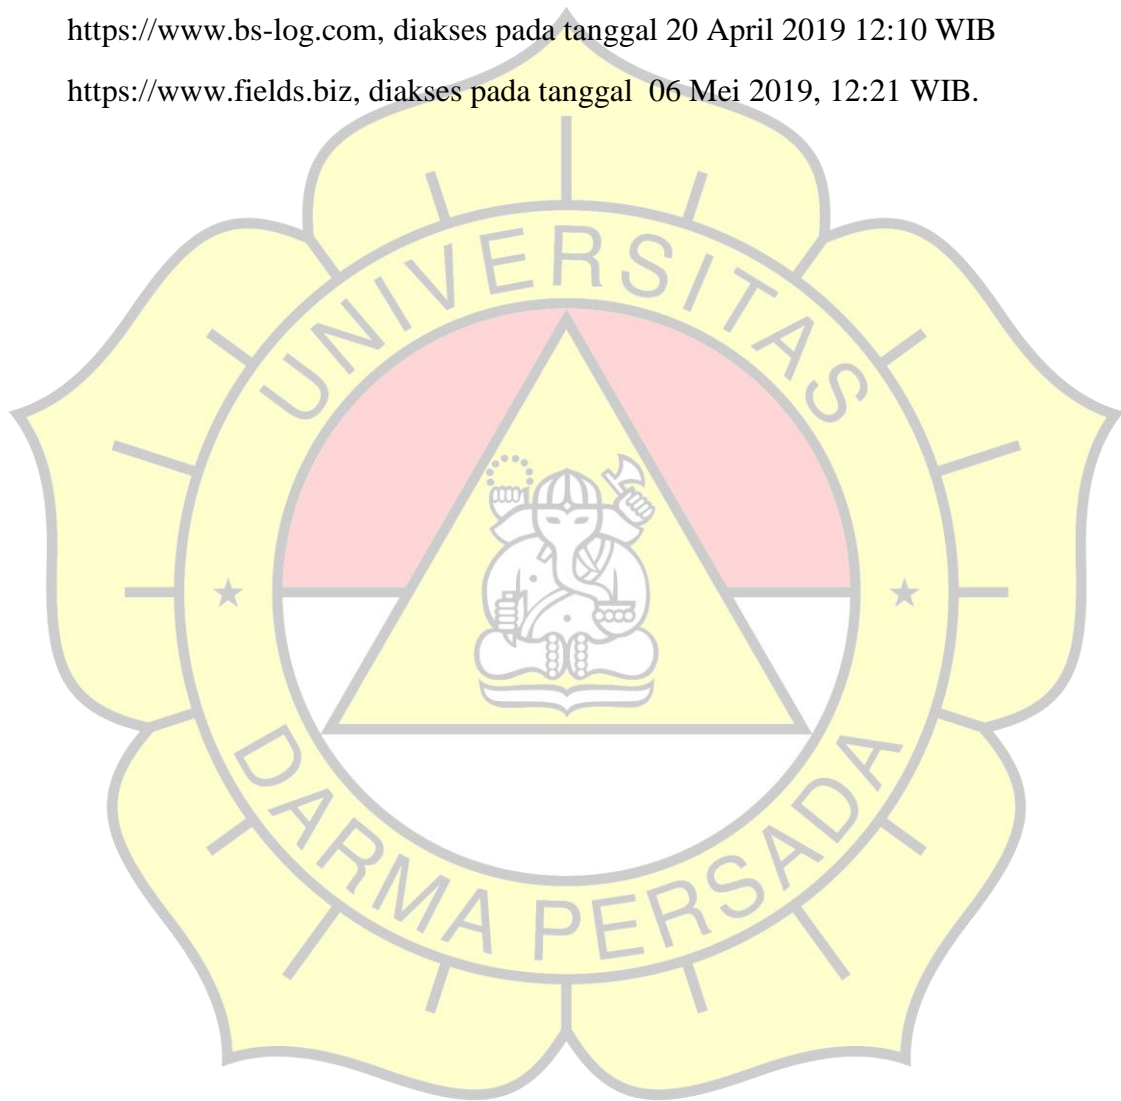 https://www.bs-log.com, diakses pada tanggal 20 April 2019 12:10 WIB
https://www.fields.biz, diakses pada tanggal  06 Mei 2019, 12:21 WIB.
UNIVERSITAS
DARMA PERSADA